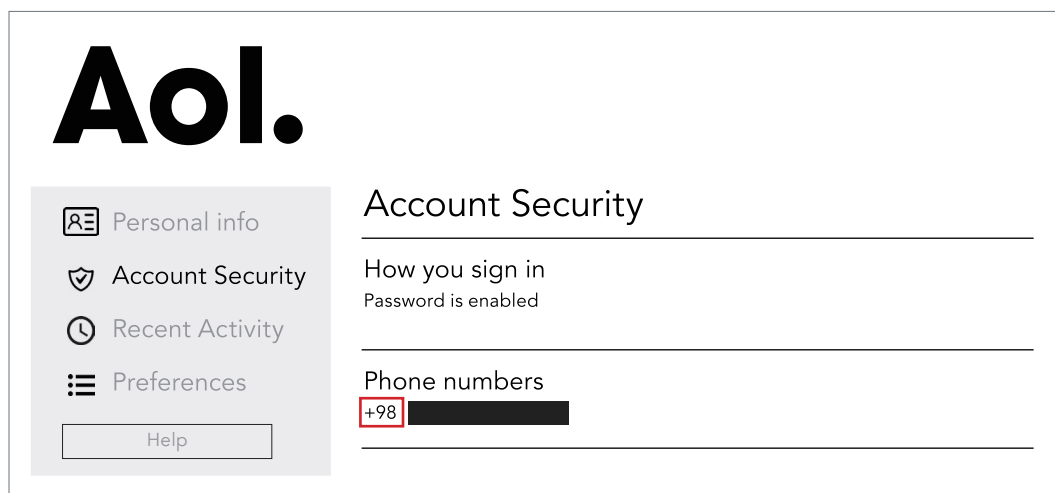 Aol.
Personal info
Account Security
Recent Activity
Preferences
Help
Account Security
How you sign in
Password is enabled
Phone numbers
+98